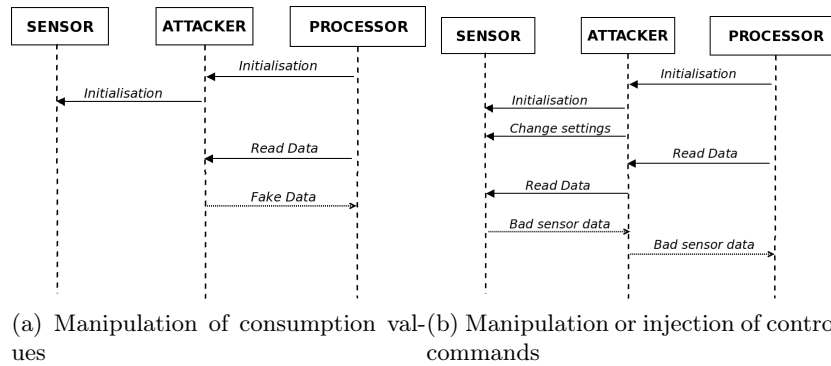 SENSOR
ATTACKER
PROCESSOR
Initialisation
Initialisation
Read Data
Fake Data
(a) Manipulation of consumption val-
ues
SENSOR
ATTACKER
PROCESSOR
Initialisation
Initialisation
Change settings
Read Data
Read Data
Bad sensor data
Bad sensor data
(b) Manipulation or injection of contro
commands